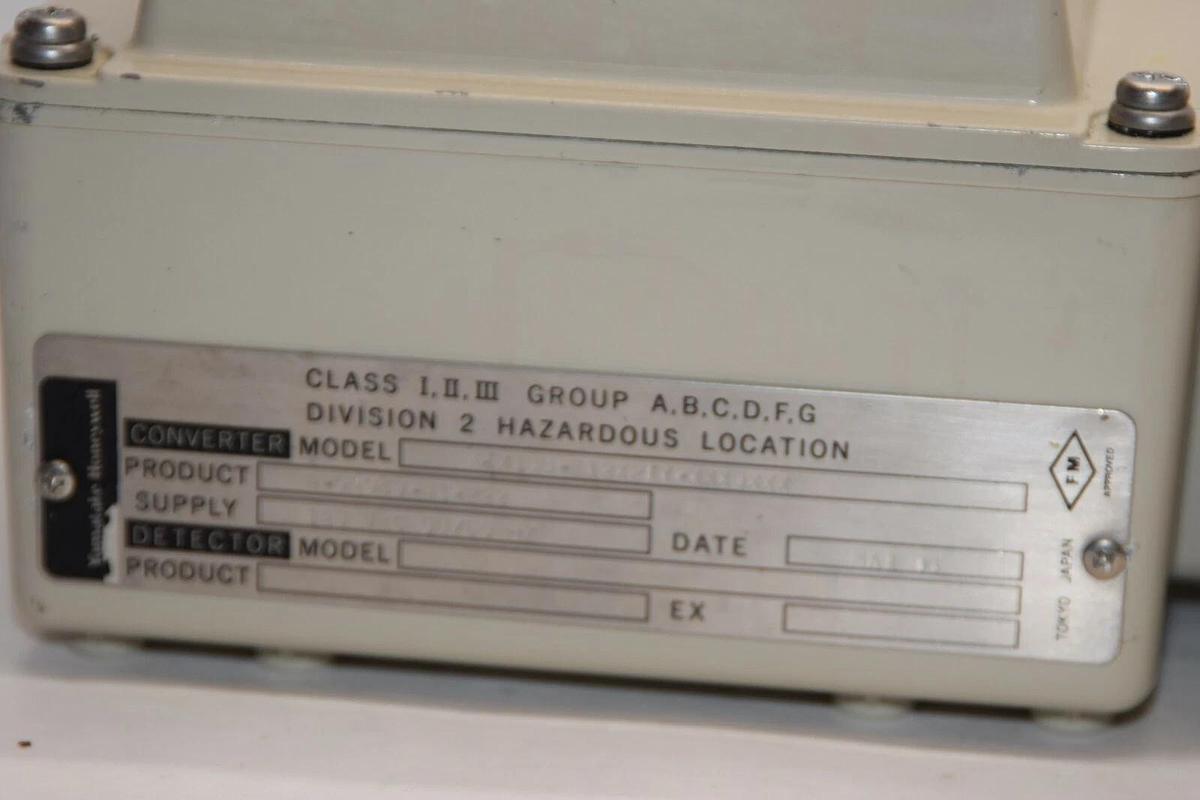 CLASS I, II, III GROUP A,B,C,D,F,G
DIVISION 2 HAZARDOUS LOCATION
Yamatake Honeywell
CONVERTER MODEL
PRODUCT
SUPPLY
DETECTOR MODEL
DATE
PRODUCT
EX
FM
APPROVED
TOKYO JAPAN